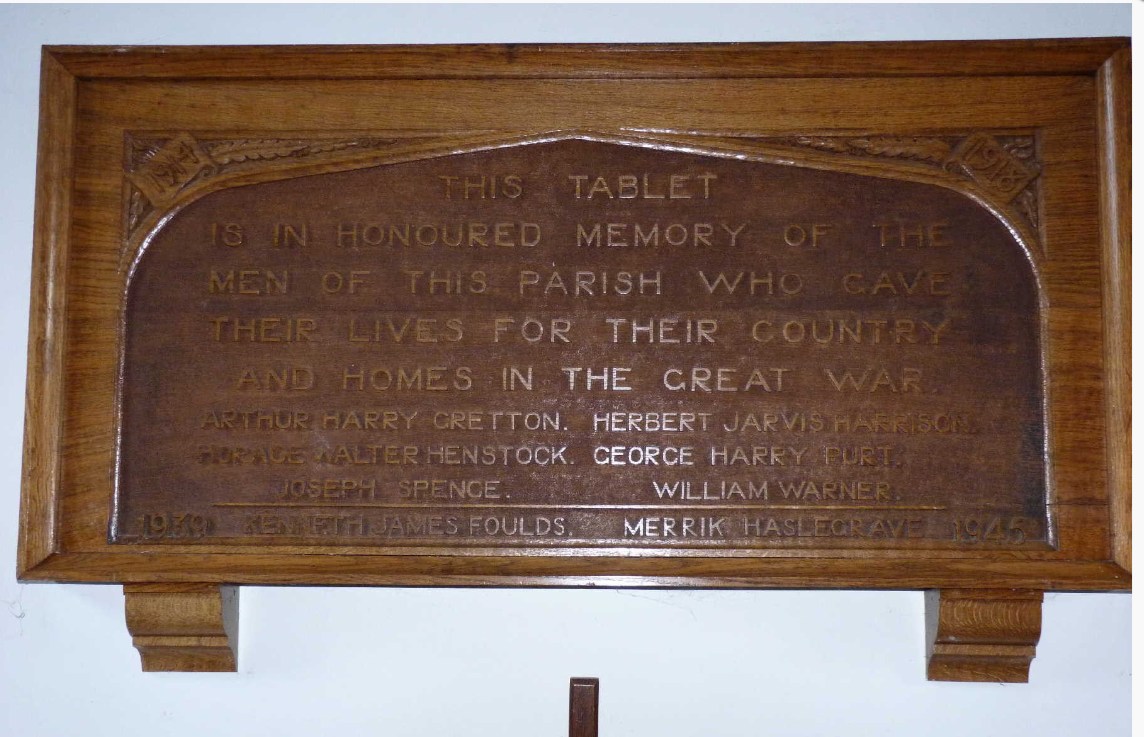 1914 1918
THIS TABLET
IS IN HONOURED MEMORY OF THE
MEN OF THIS PARISH WHO GAVE
THEIR LIVES FOR THEIR COUNTRY
AND HOMES IN THE GREAT WAR.
ARTHUR HARRY GRETTON. HERBERT JARVIS HARRISON.
HORACE WALTER HENSTOCK. GEORGE HARRY PURT.
JOSEPH SPENCE. WILLIAM WARNER.
1939 KENNETH JAMES FOULDS. MERRIK HASLEGRAVE 1945